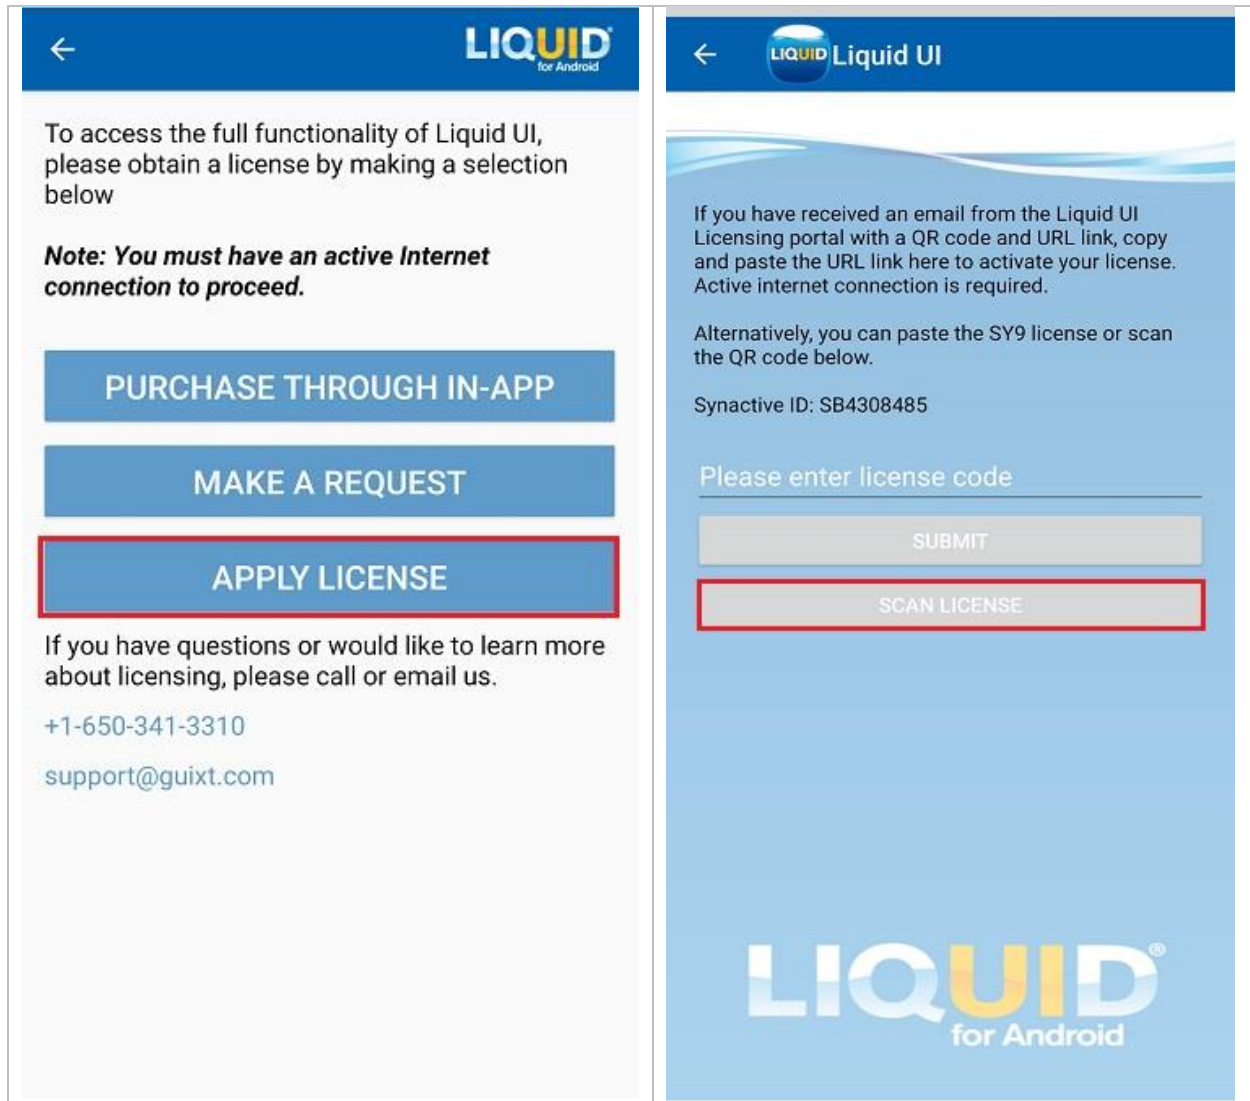 LIQUID
for Android
To access the full functionality of Liquid UI,
please obtain a license by making a selection
below
Note: You must have an active Internet
connection to proceed.
PURCHASE THROUGH IN-APP
MAKE A REQUEST
APPLY LICENSE
If you have questions or would like to learn more
about licensing, please call or email us.
+1-650-341-3310
support@guixt.com
LIQUID
Liquid UI
If you have received an email from the Liquid UI
Licensing portal with a QR code and URL link, copy
and paste the URL link here to activate your license.
Active internet connection is required.
Alternatively, you can paste the SY9 license or scan
the QR code below.
Synactive ID: SB4308485
Please enter license code
SUBMIT
SCAN LICENSE
LIQUID®
for Android